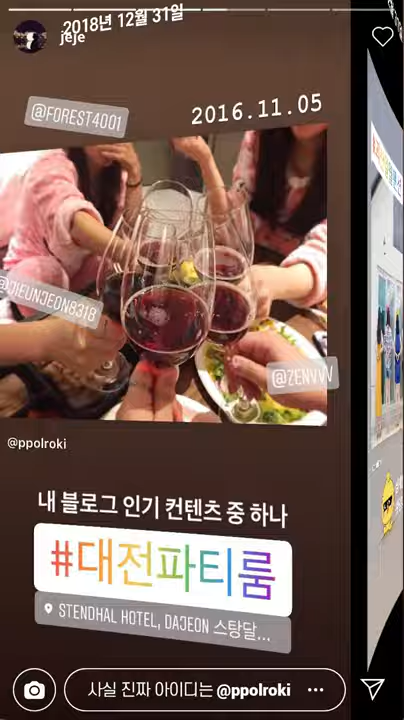 2018년 12월 31일
jeje
@FOREST4001
2016.11.05
@JIEUNJEON8318
@ZENVVV
@ppolroki
내 블로그 인기 컨텐츠 중 하나
#대전파티룸
STENDHAL HOTEL, DAJEON 스탕달...
사실 진짜 아이디는 @ppolroki